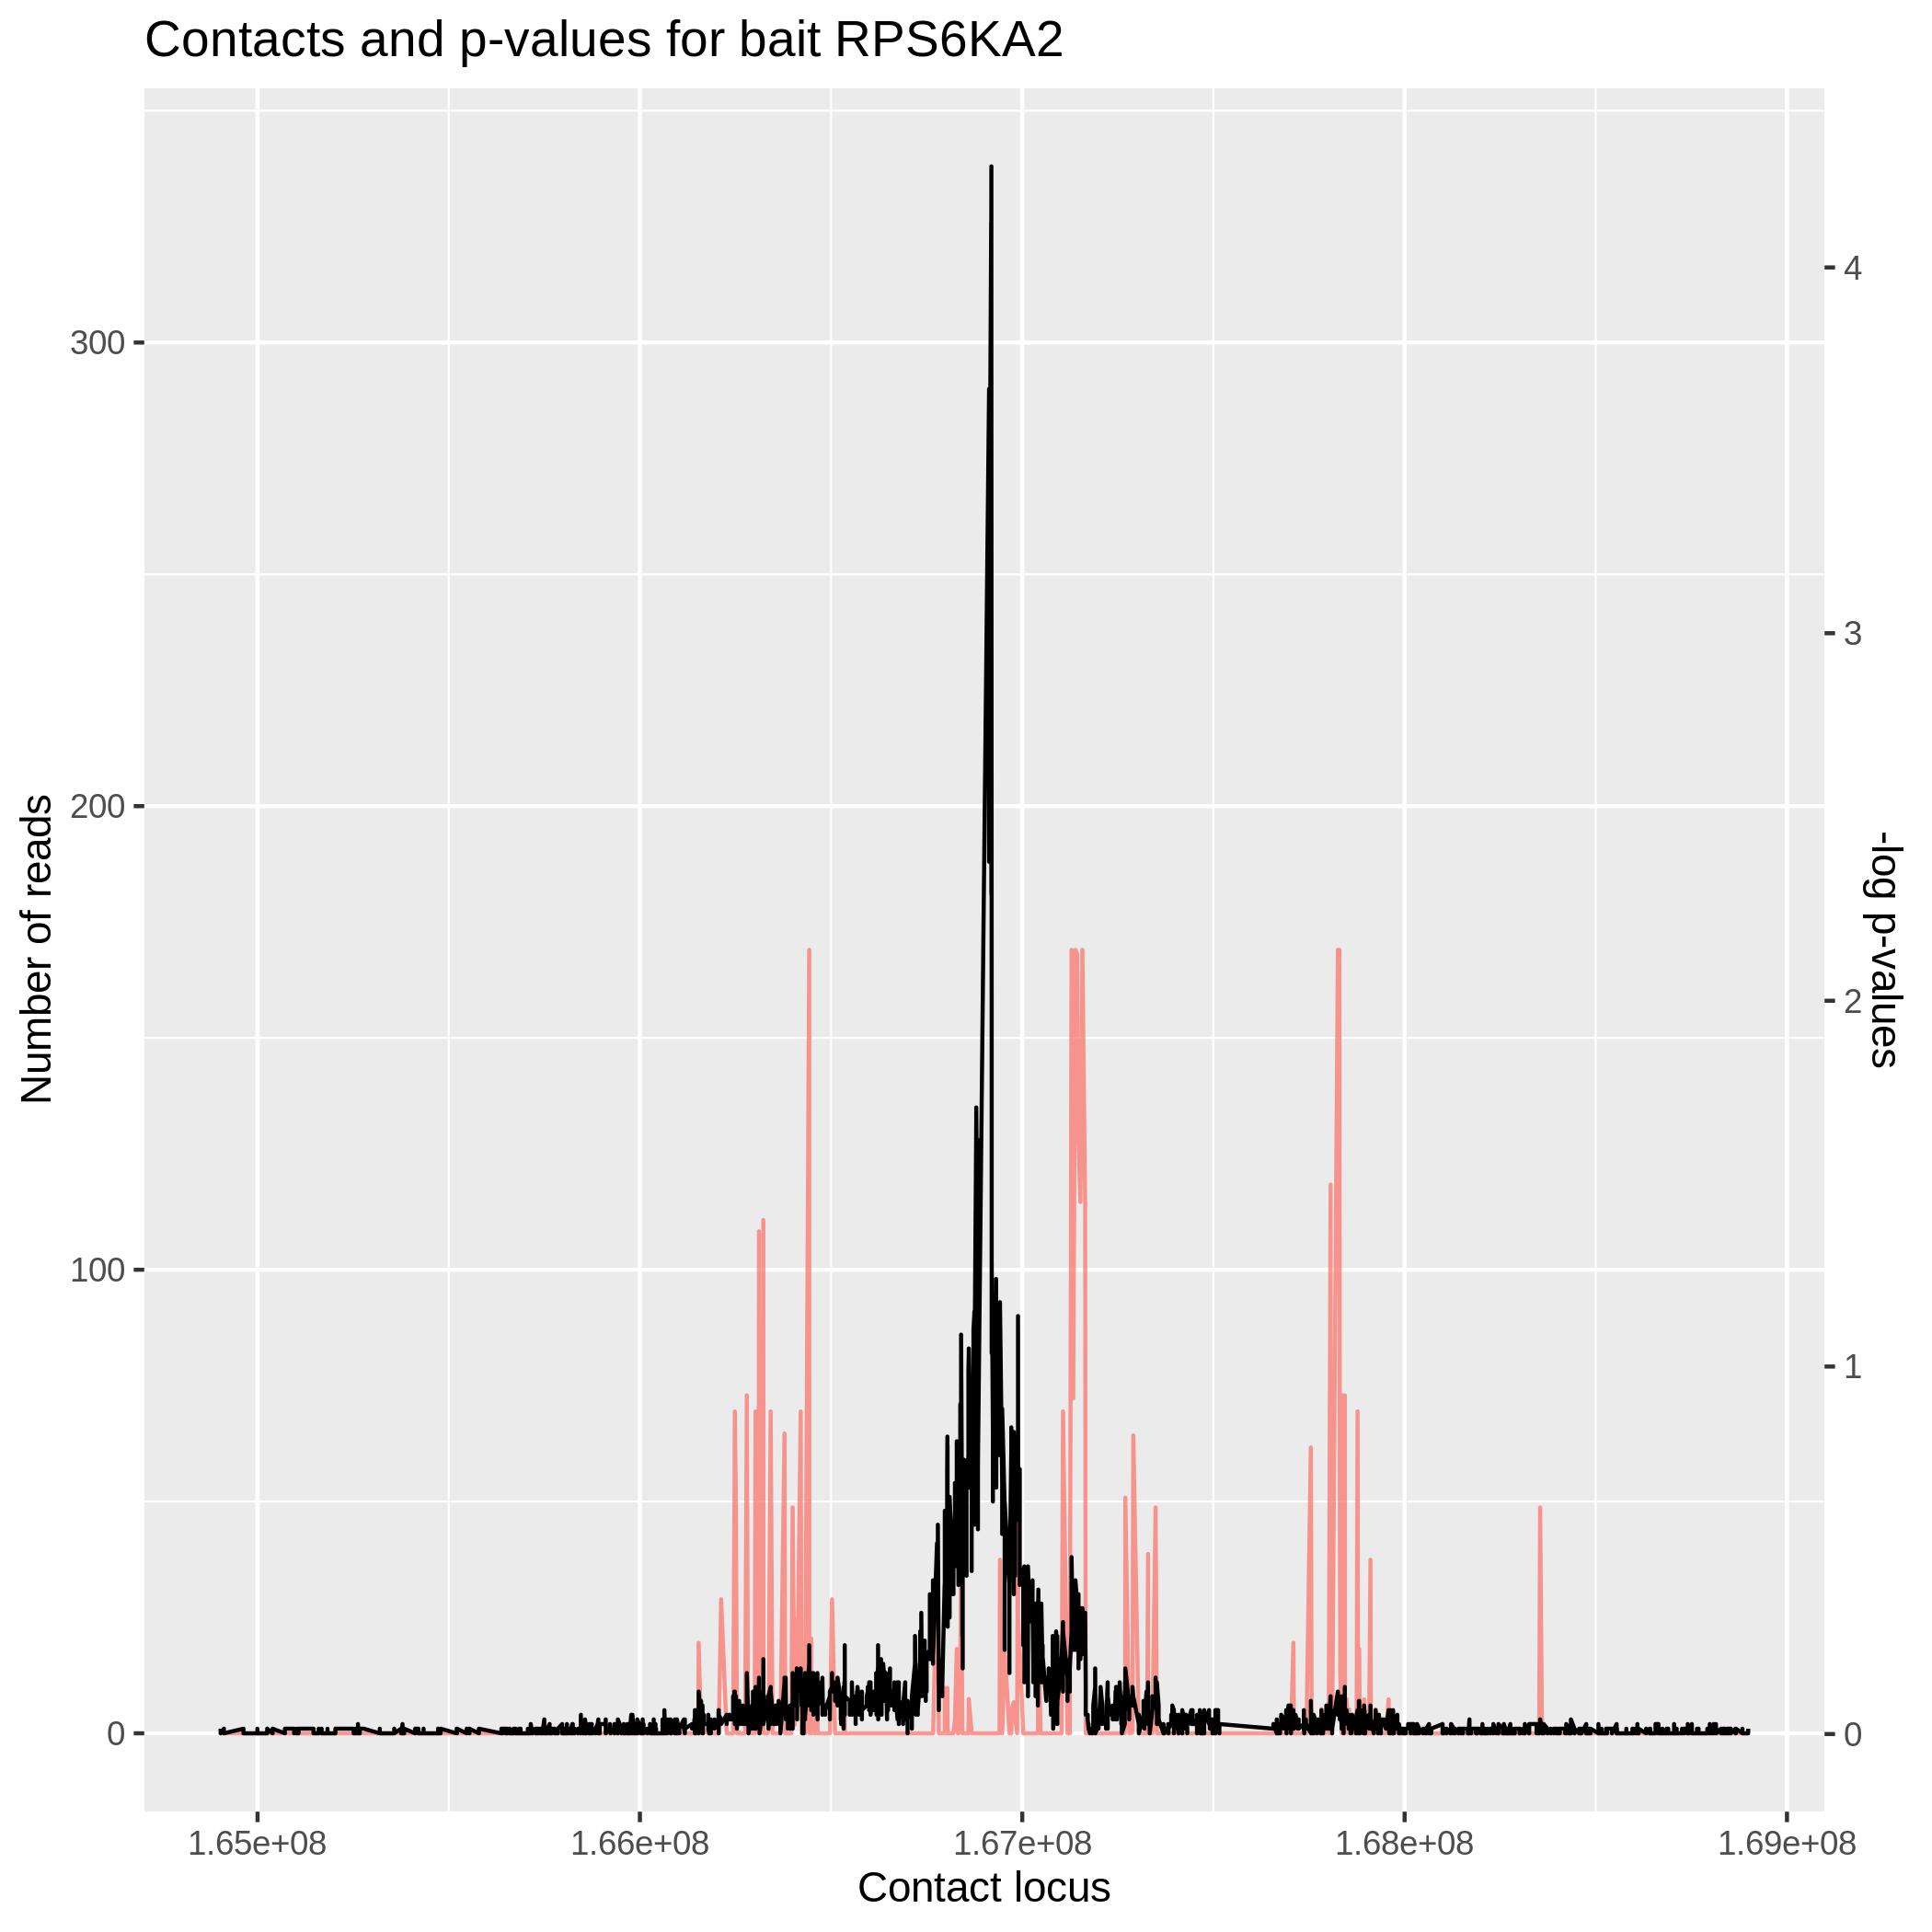 Contacts and p-values for bait RPS6KA2
Number of reads
300
200
100
0
4
3
2
1
0
-log p-values
1.65e+08 1.66e+08 1.67e+08 1.68e+08 1.69e+08
Contact locus